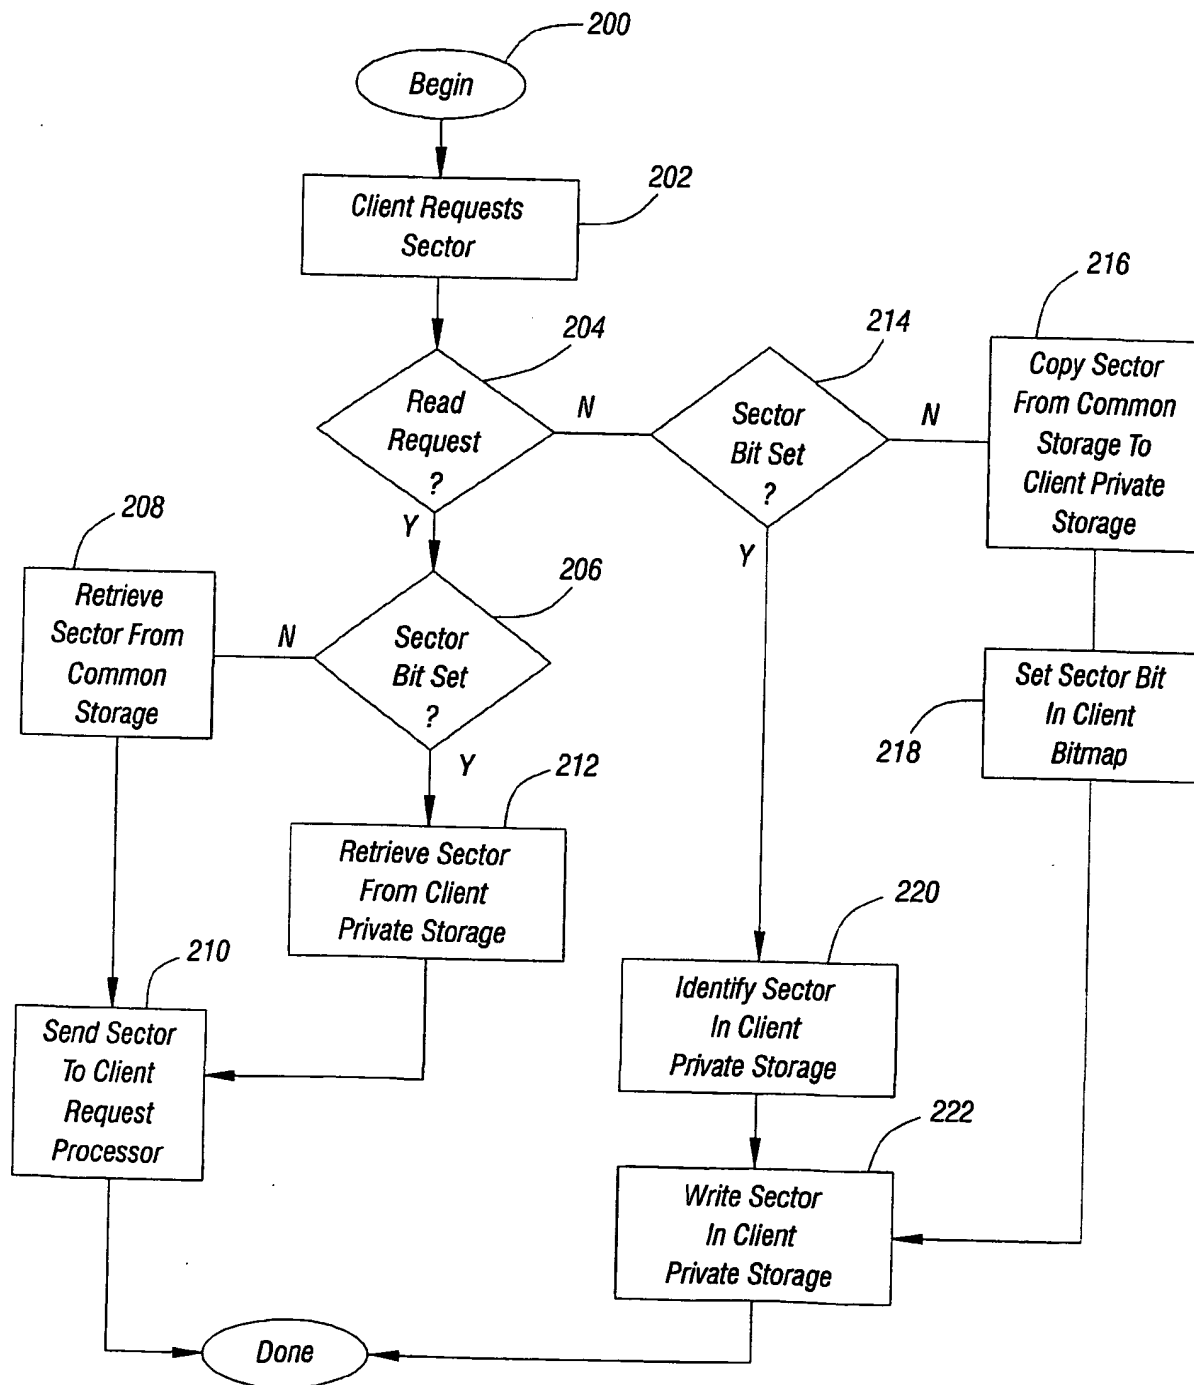 200
Begin
202
Client Requests
Sector
204
Read
Request
?
N
Y
214
Sector
Bit Set
?
N
Y
216
Copy Sector
From Common
Storage To
Client Private
Storage
206
Sector
Bit Set
?
N
Y
208
Retrieve
Sector From
Common
Storage
218
Set Sector Bit
In Client
Bitmap
212
Retrieve Sector
From Client
Private Storage
210
Send Sector
To Client
Request
Processor
220
Identify Sector
In Client
Private Storage
222
Write Sector
In Client
Private Storage
Done